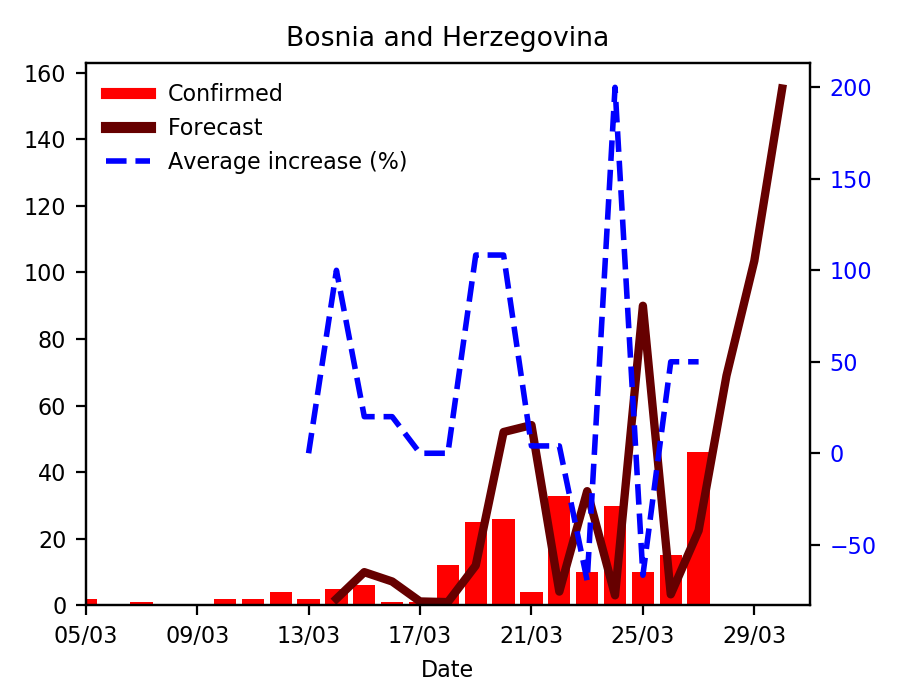 Bosnia and Herzegovina
Confirmed
Forecast
Average increase (%)
160
140
120
100
80
60
40
20
0
200
150
100
50
0
−50
05/03 09/03 13/03 17/03 21/03 25/03 29/03
Date